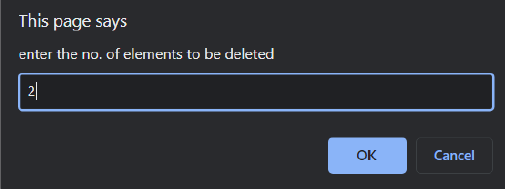 This page says
enter the no. of elements to be deleted
2
OK Cancel